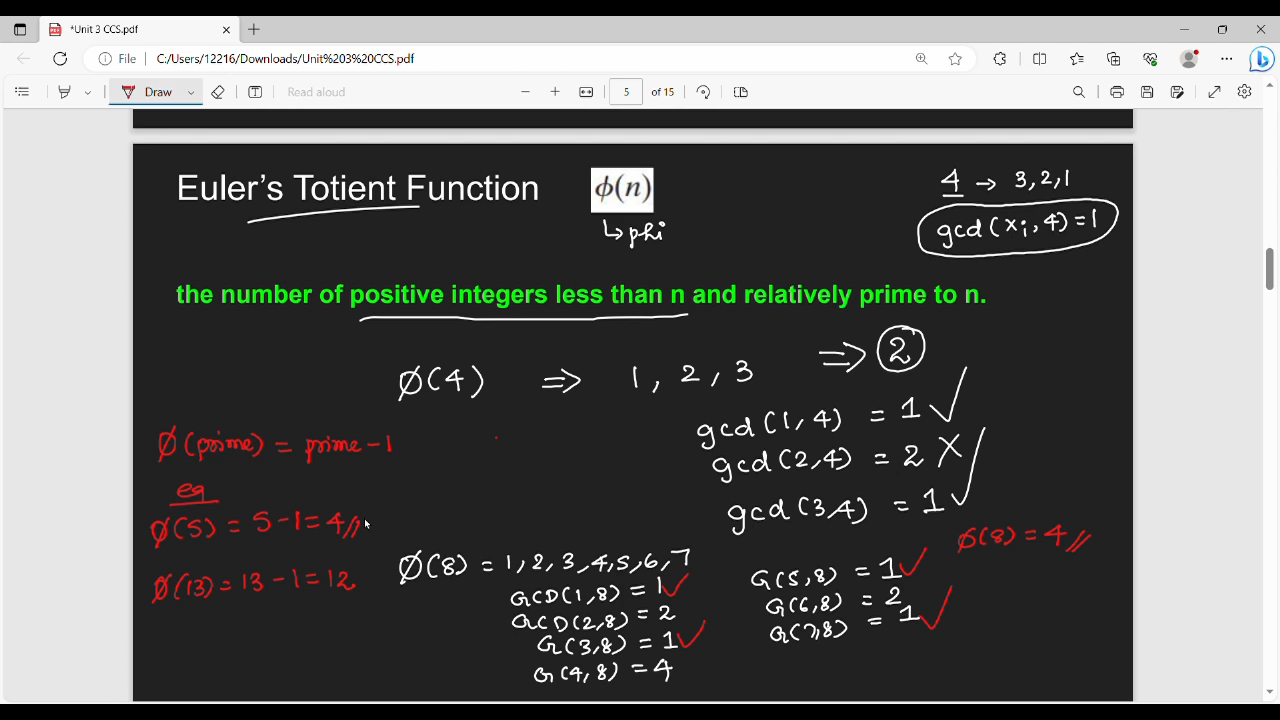 *Unit 3 CCS.pdf
File C:/Users/12216/Downloads/Unit%203%20CCS.pdf
Draw
Read aloud
5 of 15
Euler's Totient Function ϕ(n)
↳phi
4 → 3,2,1
gcd(xi,4)=1
the number of positive integers less than n and relatively prime to n.
ϕ(4) ⇒ 1, 2, 3 ⇒ 2
gcd(1,4) = 1 ✓
gcd(2,4) = 2 X
gcd(3,4) = 1 ✓
ϕ(prime) = prime-1
eg
ϕ(5) = 5-1=4//
ϕ(13)=13-1=12
ϕ(8) = 1,2,3,4,5,6,7
GCD(1,8) = 1 ✓
GCD(2,8) = 2
G(3,8) = 1 ✓
G(4,8) = 4
G(5,8) = 1 ✓
G(6,8) = 2
G(7,8) = 1 ✓
ϕ(8)=4//